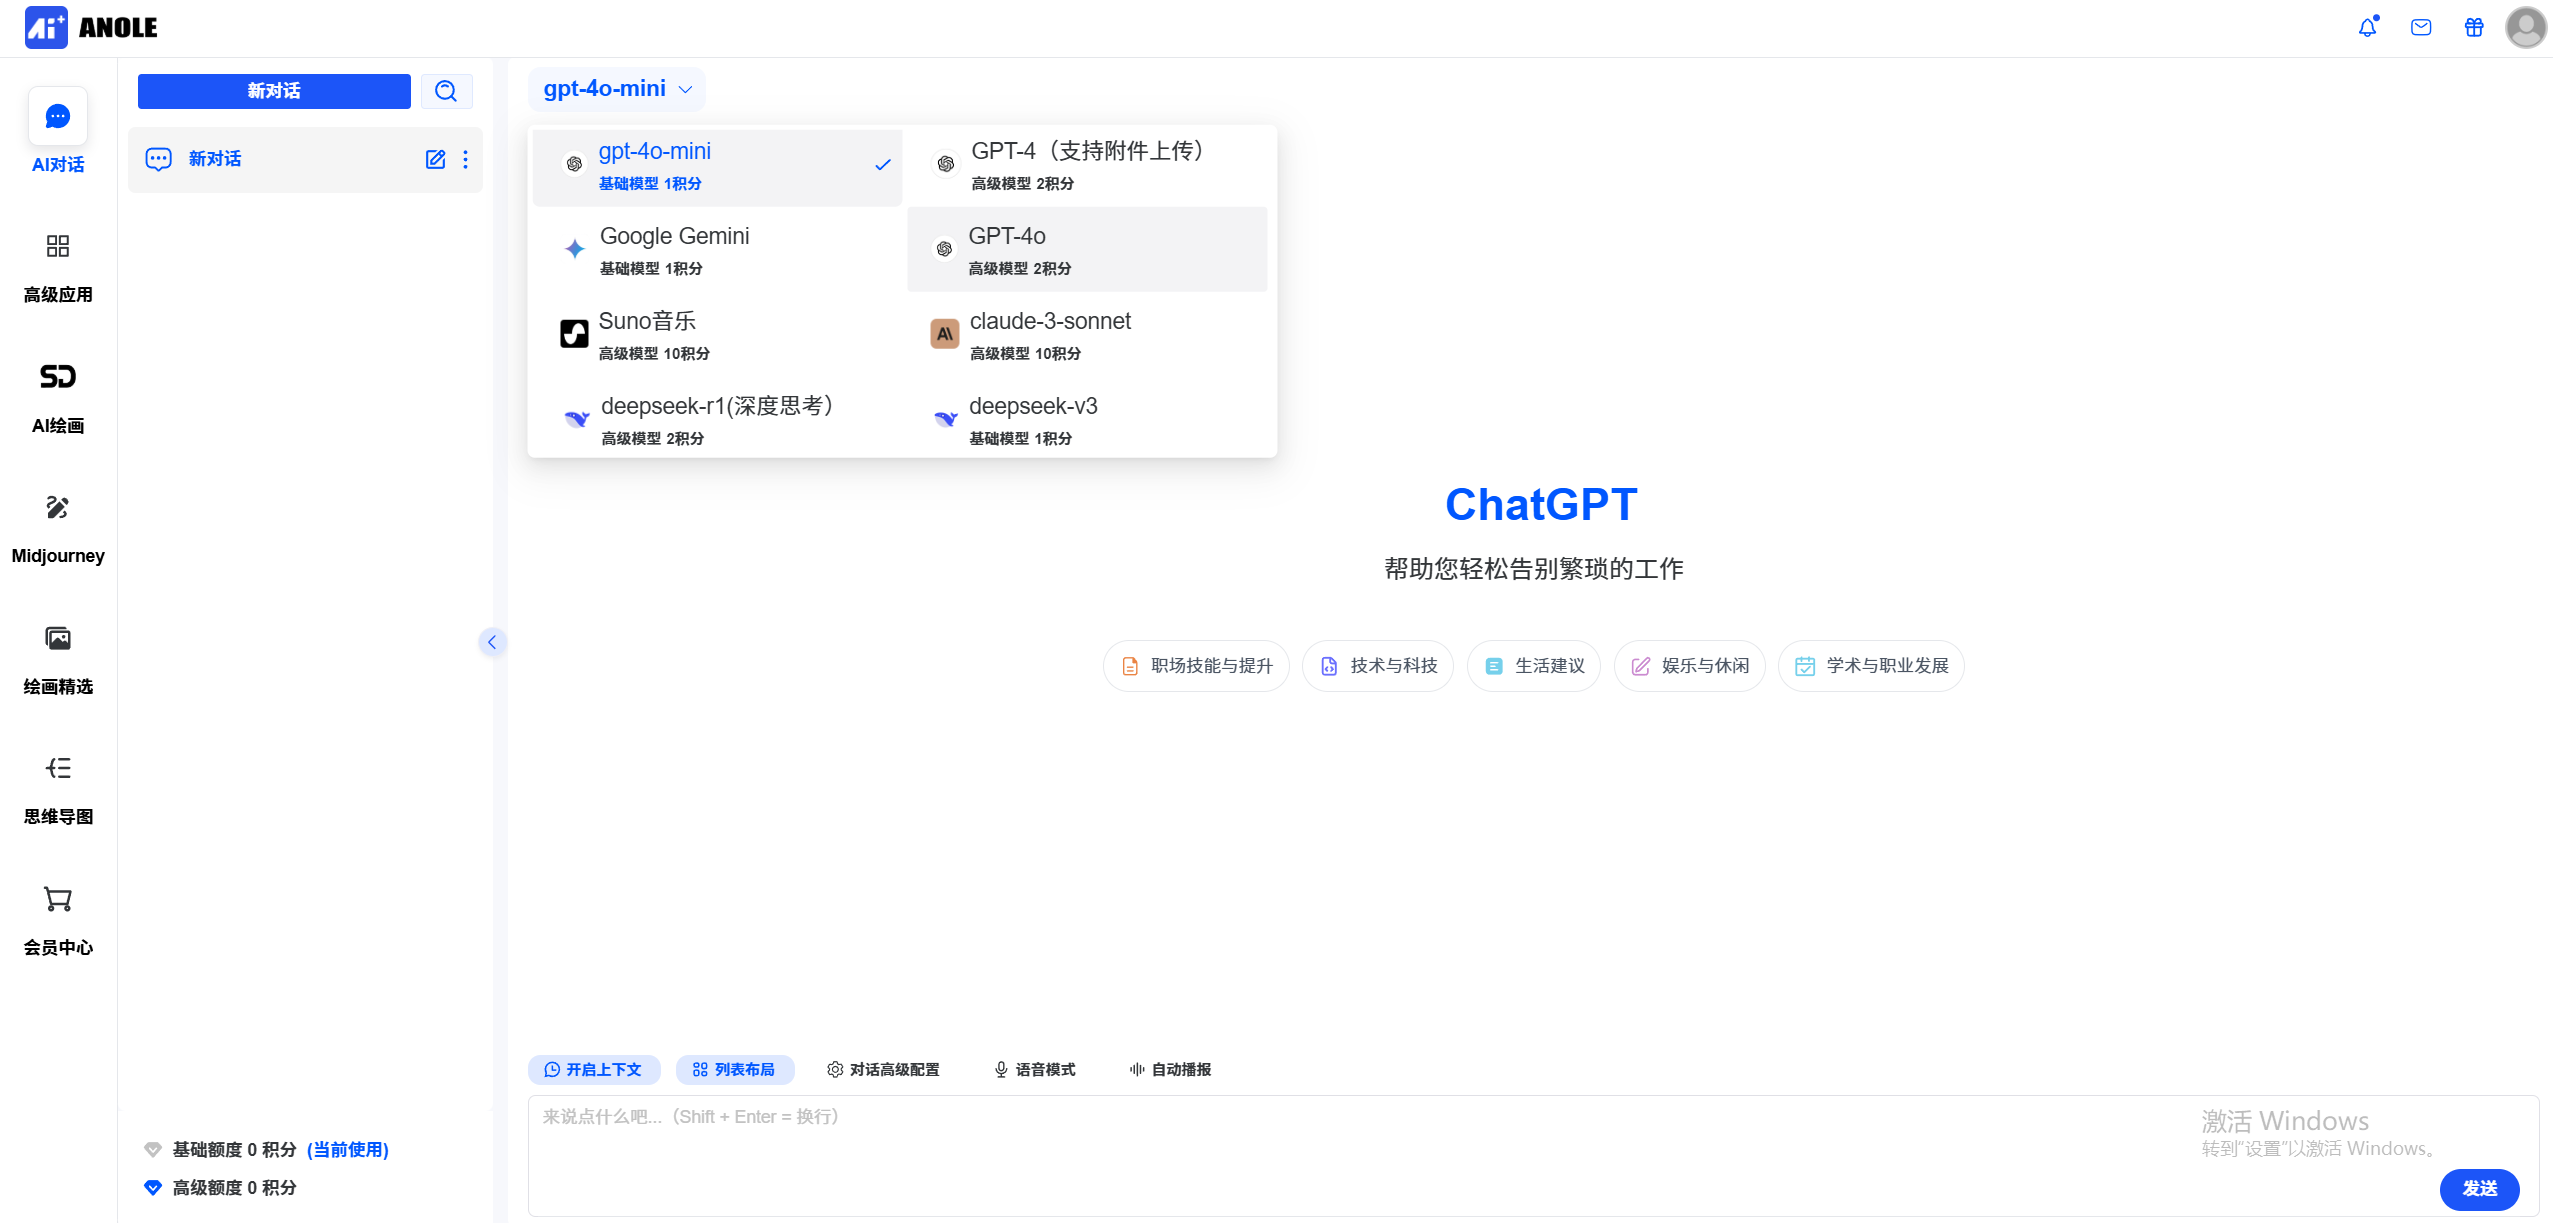 Ai+ ANOLE
AI对话
高级应用
SD
AI绘画
Midjourney
绘画精选
思维导图
会员中心
新对话
新对话
基础额度 0 积分 (当前使用)
高级额度 0 积分
gpt-4o-mini
gpt-4o-mini
基础模型 1积分
GPT-4（支持附件上传）
高级模型 2积分
Google Gemini
基础模型 1积分
GPT-4o
高级模型 2积分
Suno音乐
高级模型 10积分
claude-3-sonnet
高级模型 10积分
deepseek-r1(深度思考）
高级模型 2积分
deepseek-v3
基础模型 1积分
ChatGPT
帮助您轻松告别繁琐的工作
职场技能与提升
技术与科技
生活建议
娱乐与休闲
学术与职业发展
开启上下文
列表布局
对话高级配置
语音模式
自动播报
来说点什么吧...（Shift + Enter = 换行）
激活 Windows
转到"设置"以激活 Windows。
发送